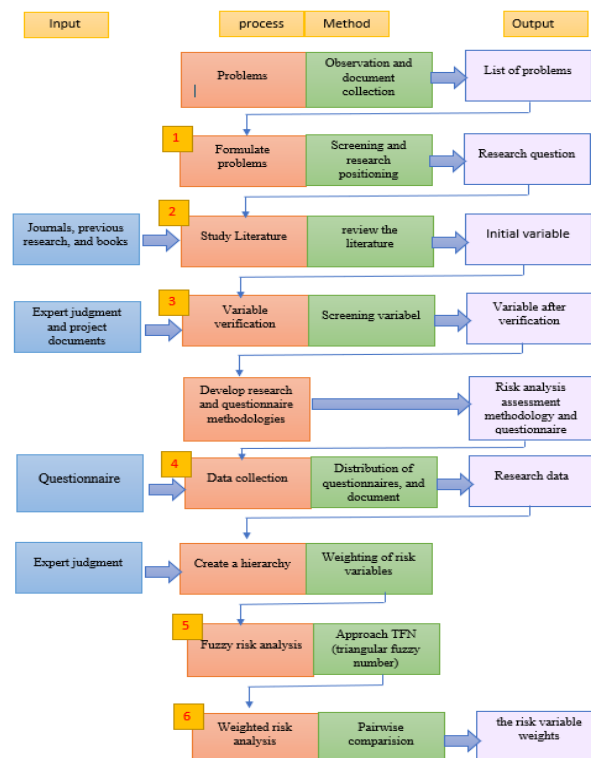 Input
process
Method
Output
Problems
Observation and
document
collection
List of problems
1
Formulate
problems
Screening and
research
positioning
Research question
Journals, previous
research, and books
2
Study Literature
review the
literature
Initial variable
Expert judgment
and project
documents
3
Variable
verification
Screening variabel
Variable after
verification
Develop research
and questionnaire
methodologies
Risk analysis
assessment
methodology and
questionnaire
Questionnaire
4
Data collection
Distribution of
questionnaires, and
document
Research data
Expert judgment
Create a hierarchy
Weighting of risk
variables
5
Fuzzy risk analysis
Approach TFN
(triangular fuzzy
number)
6
Weighted risk
analysis
Pairwise
comparision
the risk variable
weights